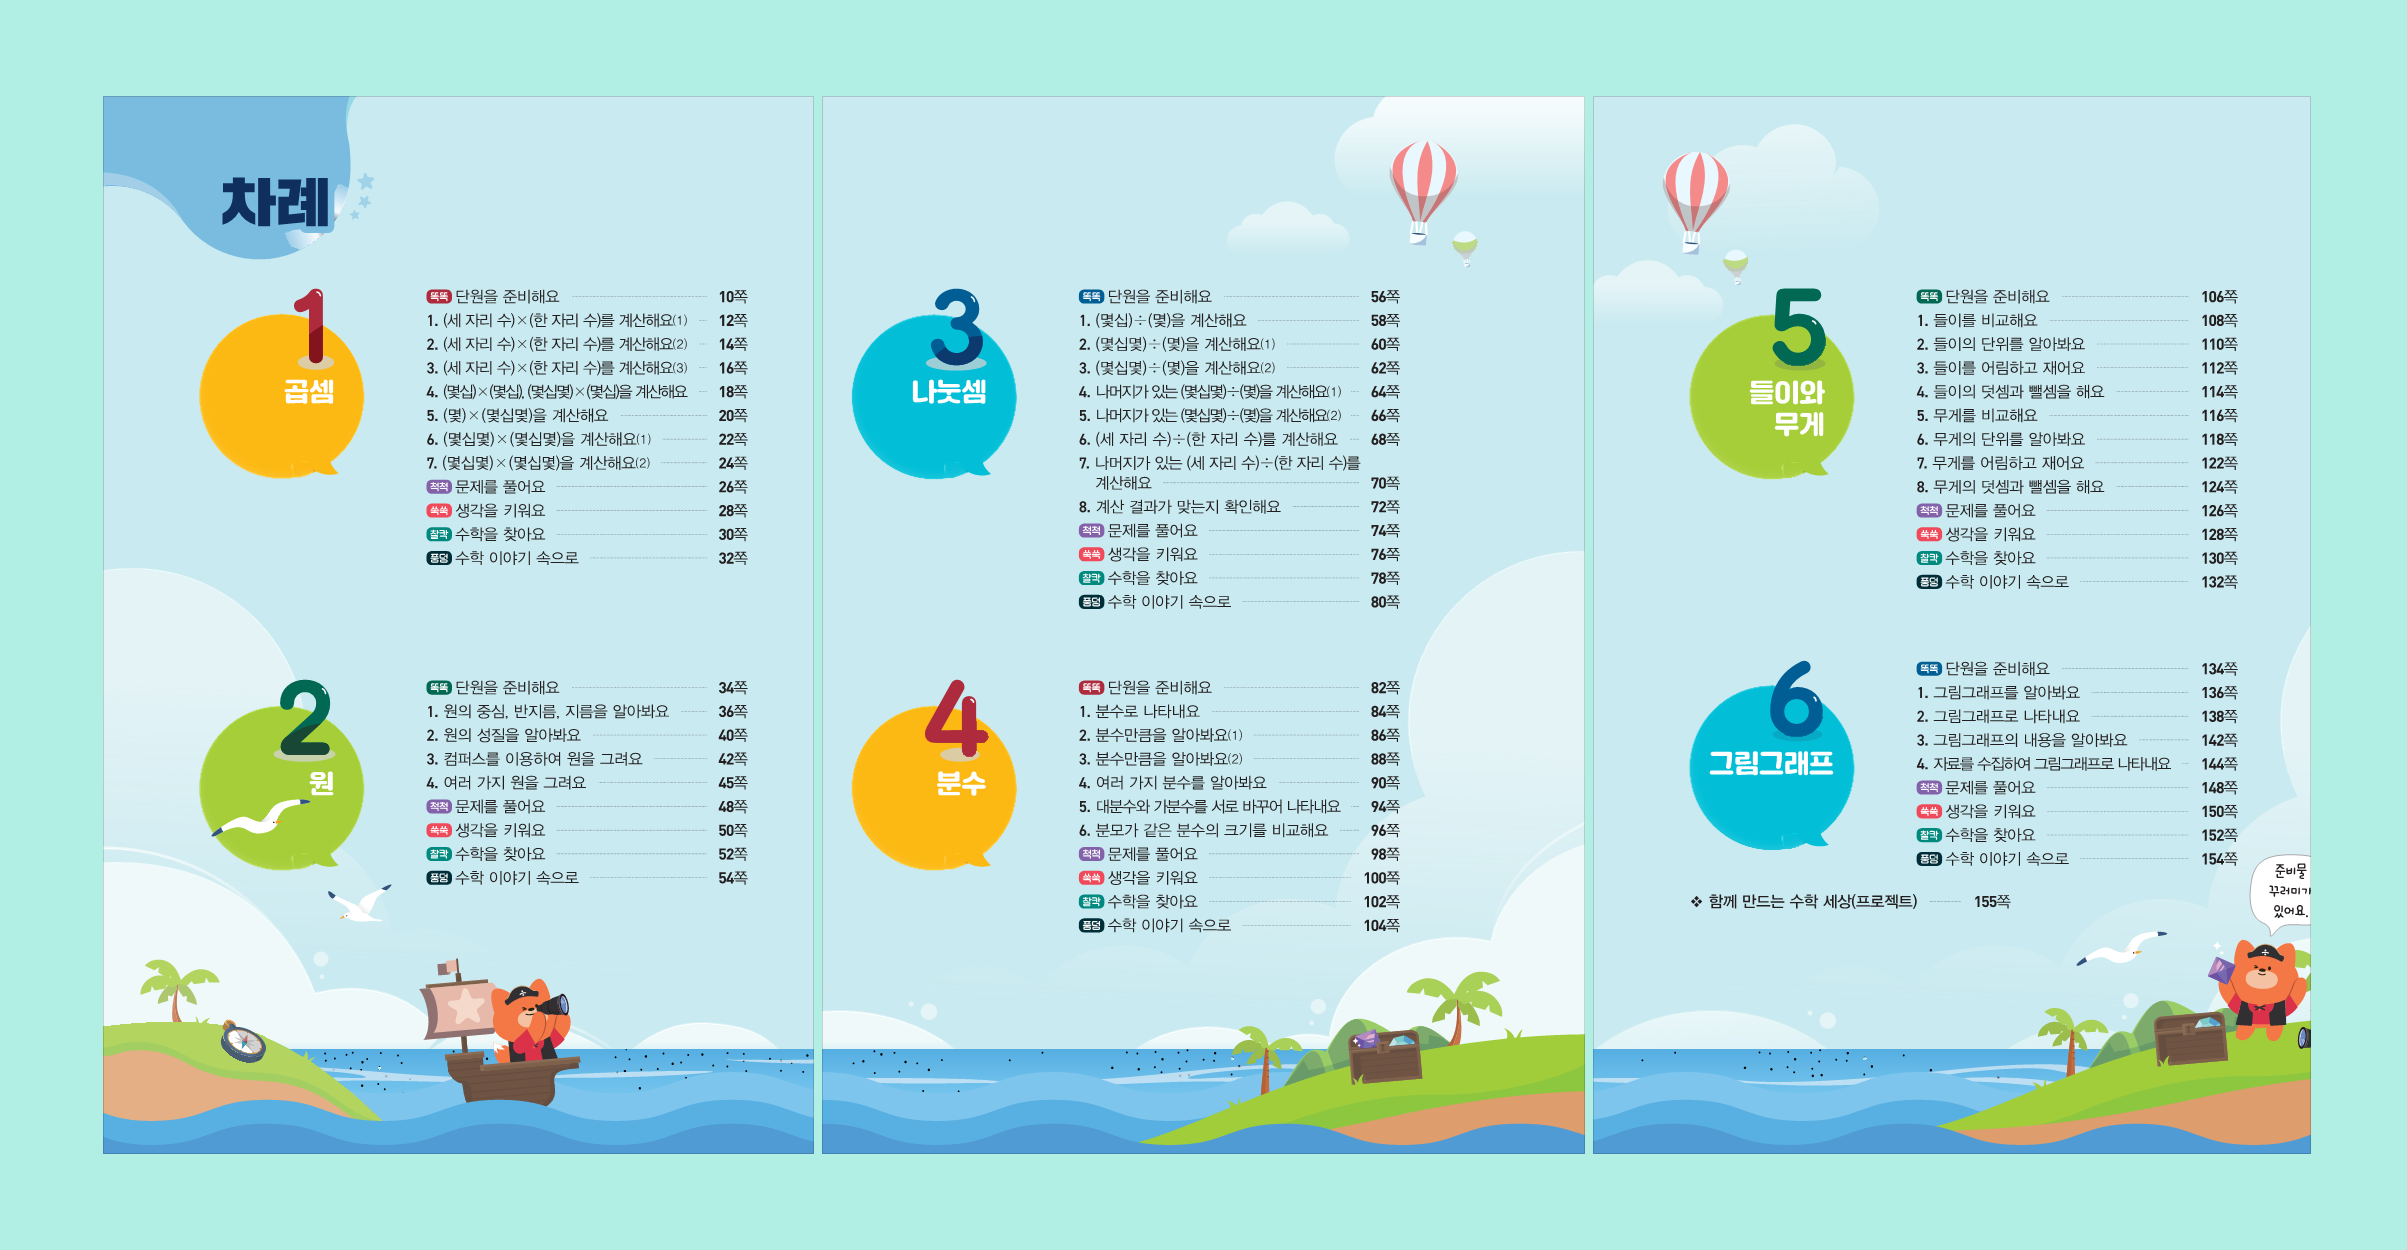 차례
1
곱셈
똑똑 단원을 준비해요 10쪽
1. (세 자리 수)×(한 자리 수)를 계산해요(1) 12쪽
2. (세 자리 수)×(한 자리 수)를 계산해요(2) 14쪽
3. (세 자리 수)×(한 자리 수)를 계산해요(3) 16쪽
4. (몇십)×(몇십), (몇십몇)×(몇십)을 계산해요 18쪽
5. (몇)×(몇십몇)을 계산해요 20쪽
6. (몇십몇)×(몇십몇)을 계산해요(1) 22쪽
7. (몇십몇)×(몇십몇)을 계산해요(2) 24쪽
척척 문제를 풀어요 26쪽
쑥쑥 생각을 키워요 28쪽
찰칵 수학을 찾아요 30쪽
퐁덩 수학 이야기 속으로 32쪽
2
원
똑똑 단원을 준비해요 34쪽
1. 원의 중심, 반지름, 지름을 알아봐요 36쪽
2. 원의 성질을 알아봐요 40쪽
3. 컴퍼스를 이용하여 원을 그려요 42쪽
4. 여러 가지 원을 그려요 45쪽
척척 문제를 풀어요 48쪽
쑥쑥 생각을 키워요 50쪽
찰칵 수학을 찾아요 52쪽
퐁덩 수학 이야기 속으로 54쪽
3
나눗셈
똑똑 단원을 준비해요 56쪽
1. (몇십)÷(몇)을 계산해요 58쪽
2. (몇십몇)÷(몇)을 계산해요(1) 60쪽
3. (몇십몇)÷(몇)을 계산해요(2) 62쪽
4. 나머지가 있는 (몇십몇)÷(몇)을 계산해요(1) 64쪽
5. 나머지가 있는 (몇십몇)÷(몇)을 계산해요(2) 66쪽
6. (세 자리 수)÷(한 자리 수)를 계산해요 68쪽
7. 나머지가 있는 (세 자리 수)÷(한 자리 수)를
계산해요 70쪽
8. 계산 결과가 맞는지 확인해요 72쪽
척척 문제를 풀어요 74쪽
쑥쑥 생각을 키워요 76쪽
찰칵 수학을 찾아요 78쪽
퐁덩 수학 이야기 속으로 80쪽
4
분수
똑똑 단원을 준비해요 82쪽
1. 분수로 나타내요 84쪽
2. 분수만큼을 알아봐요(1) 86쪽
3. 분수만큼을 알아봐요(2) 88쪽
4. 여러 가지 분수를 알아봐요 90쪽
5. 대분수와 가분수를 서로 바꾸어 나타내요 94쪽
6. 분모가 같은 분수의 크기를 비교해요 96쪽
척척 문제를 풀어요 98쪽
쑥쑥 생각을 키워요 100쪽
찰칵 수학을 찾아요 102쪽
퐁덩 수학 이야기 속으로 104쪽
5
들이와
무게
똑똑 단원을 준비해요 106쪽
1. 들이를 비교해요 108쪽
2. 들이의 단위를 알아봐요 110쪽
3. 들이를 어림하고 재어요 112쪽
4. 들이의 덧셈과 뺄셈을 해요 114쪽
5. 무게를 비교해요 116쪽
6. 무게의 단위를 알아봐요 118쪽
7. 무게를 어림하고 재어요 122쪽
8. 무게의 덧셈과 뺄셈을 해요 124쪽
척척 문제를 풀어요 126쪽
쑥쑥 생각을 키워요 128쪽
찰칵 수학을 찾아요 130쪽
퐁덩 수학 이야기 속으로 132쪽
6
그림그래프
똑똑 단원을 준비해요 134쪽
1. 그림그래프를 알아봐요 136쪽
2. 그림그래프로 나타내요 138쪽
3. 그림그래프의 내용을 알아봐요 142쪽
4. 자료를 수집하여 그림그래프로 나타내요 144쪽
척척 문제를 풀어요 148쪽
쑥쑥 생각을 키워요 150쪽
찰칵 수학을 찾아요 152쪽
퐁덩 수학 이야기 속으로 154쪽
❖ 함께 만드는 수학 세상(프로젝트) 155쪽
준비물
꾸러미가
있어요.